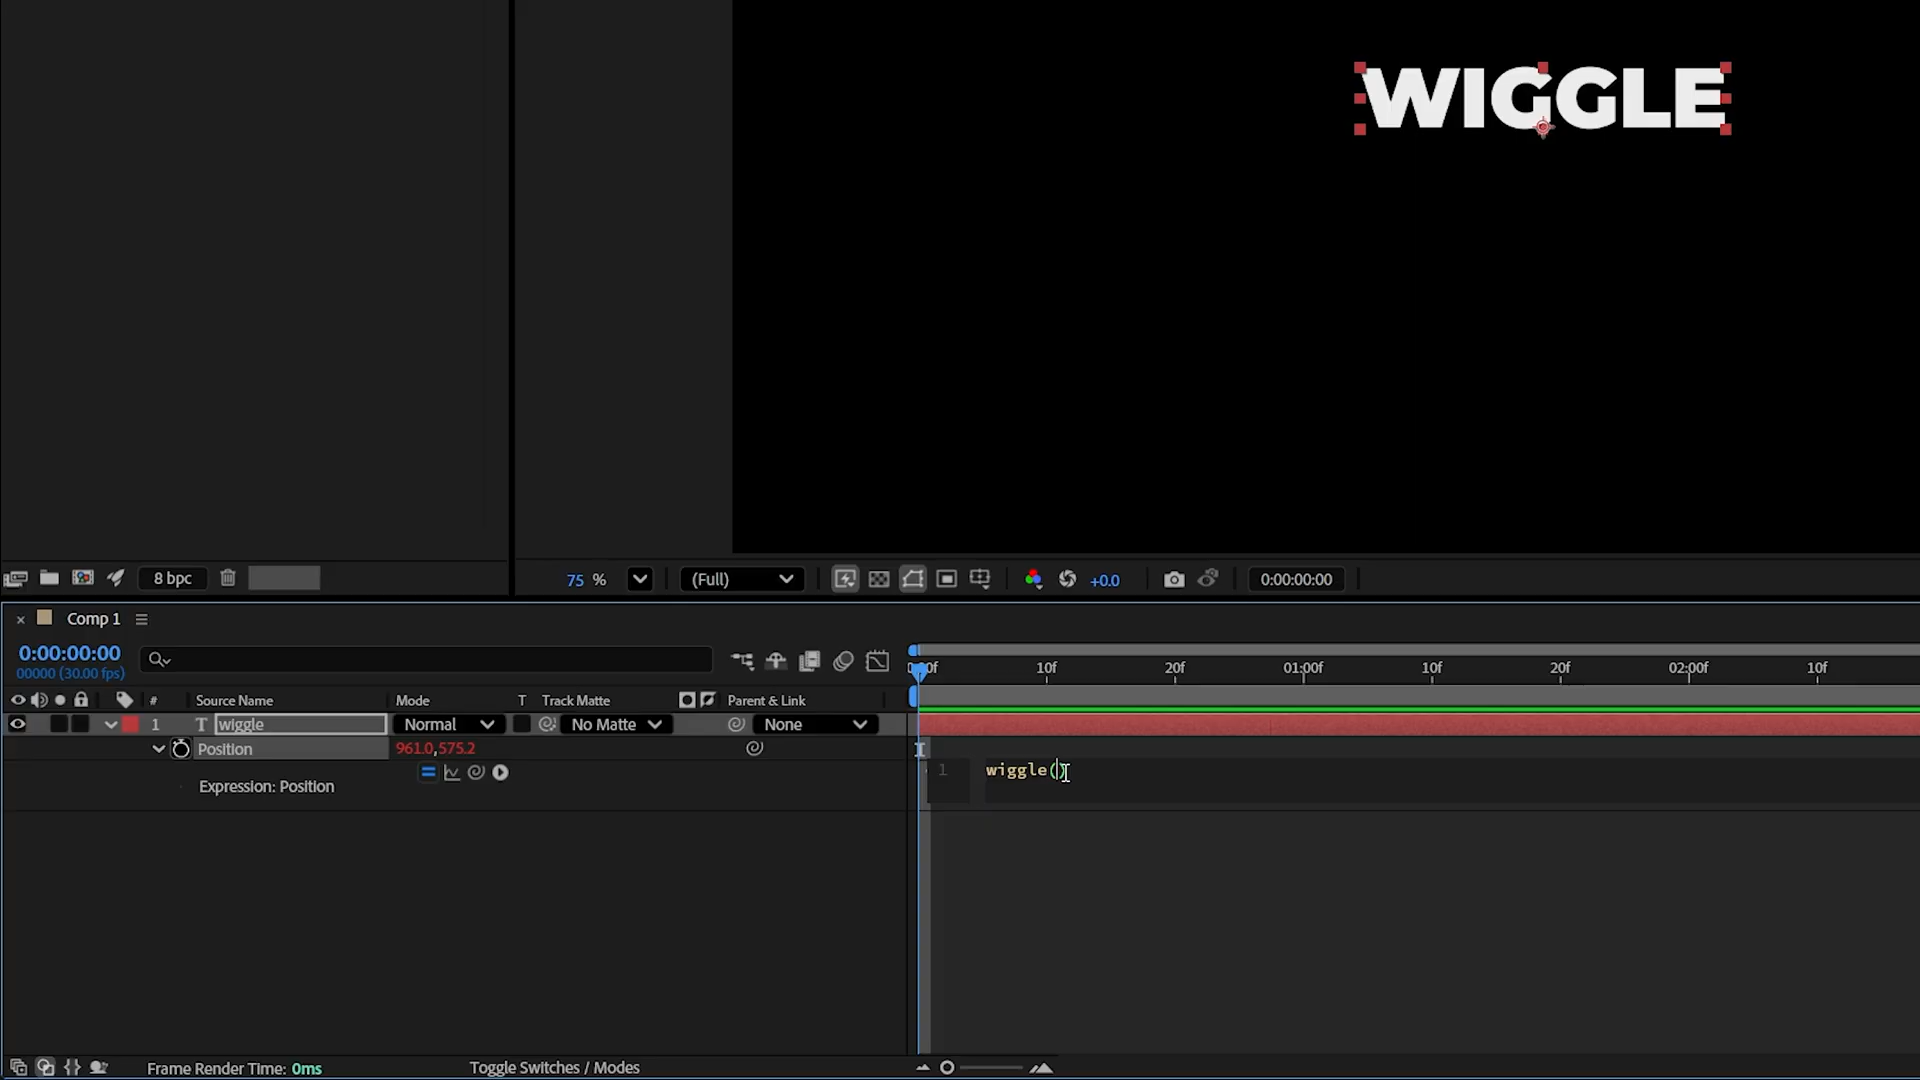 WIGGLE
8 bpc
75 %
(Full)
+0.0
0:00:00:00
Comp 1
0:00:00:00
00000 (30.00 fps)
10f
20f
01:00f
10f
20f
02:00f
10f
#
Source Name
Mode
T
Track Matte
Parent & Link
1
T
wiggle
Normal
No Matte
None
Position
961.0,575.2
Expression: Position
1
wiggle()
Frame Render Time: 0ms
Toggle Switches / Modes